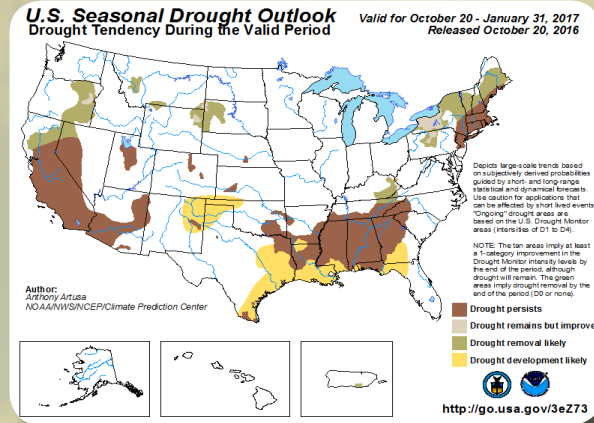 U.S. Seasonal Drought Outlook
Drought Tendency During the Valid Period
Valid for October 20 - January 31, 2017
Released October 20, 2016
Depicts large-scale trends based
on subjectively derived probabilities
guided by short- and long-range
statistical and dynamical forecasts.
Use caution for applications that
can be affected by short lived events.
"Ongoing" drought areas are
based on the U.S. Drought Monitor
areas (intensities of D1 to D4).
NOTE: The tan areas imply at least
a 1-category improvement in the
Drought Monitor intensity levels by
the end of the period, although
drought will remain. The green
areas imply drought removal by the
end of the period (D0 or none).
Author:
Anthony Artusa
NOAA/NWS/NCEP/Climate Prediction Center
Drought persists
Drought remains but improve
Drought removal likely
Drought development likely
http://go.usa.gov/3eZ73